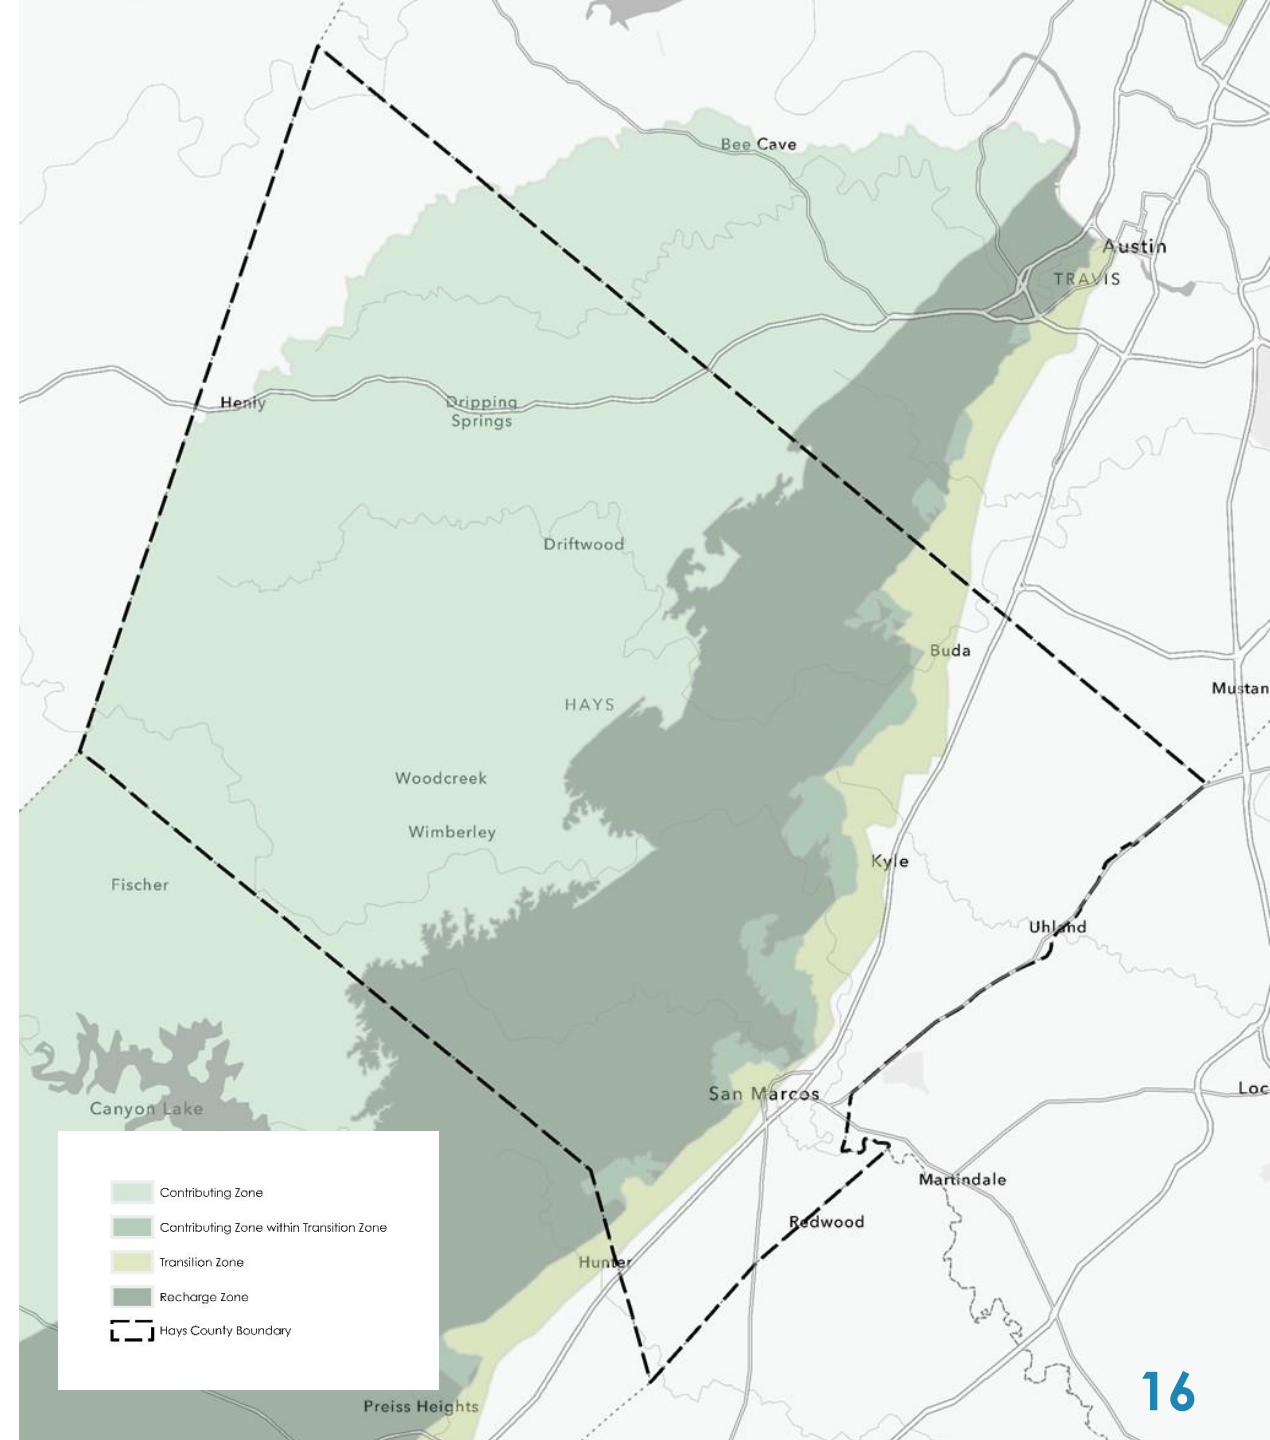 Bee Cave
Austin
TRAVIS
Henly
Dripping
Springs
Driftwood
Buda
Mustan
HAYS
Woodcreek
Wimberley
Kyle
Fischer
Uhland
San Marcos
Loc
Canyon Lake
Martindale
Redwood
Hunter
Contributing Zone
Contributing Zone within Transition Zone
Transilion Zone
Recharge Zone
Hays County Boundary
Preiss Heights
16